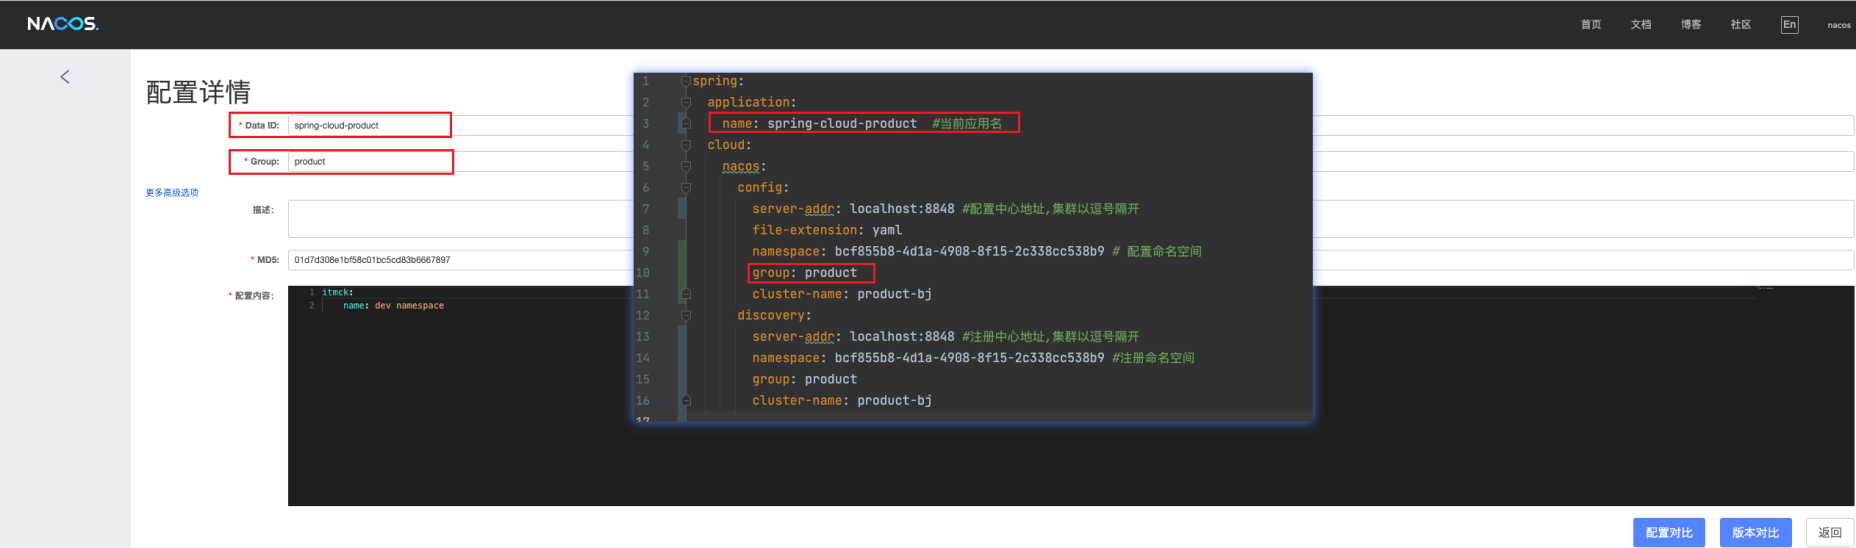 NACOS.
首页 文档 博客 社区 En nacos
配置详情
* Data ID: spring-cloud-product
* Group: product
更多高级选项
描述:
* MD5: 01d7d308e1bf58c01bc5cd83b6667897
* 配置内容:
1 itmck:
2 name: dev namespace
1 spring:
2 application:
3 name: spring-cloud-product #当前应用名
4 cloud:
5 nacos:
6 config:
7 server-addr: localhost:8848 #配置中心地址,集群以逗号隔开
8 file-extension: yaml
9 namespace: bcf855b8-4d1a-4908-8f15-2c338cc538b9 # 配置命名空间
10 group: product
11 cluster-name: product-bj
12 discovery:
13 server-addr: localhost:8848 #注册中心地址,集群以逗号隔开
14 namespace: bcf855b8-4d1a-4908-8f15-2c338cc538b9 #注册命名空间
15 group: product
16 cluster-name: product-bj
17
配置对比 版本对比 返回